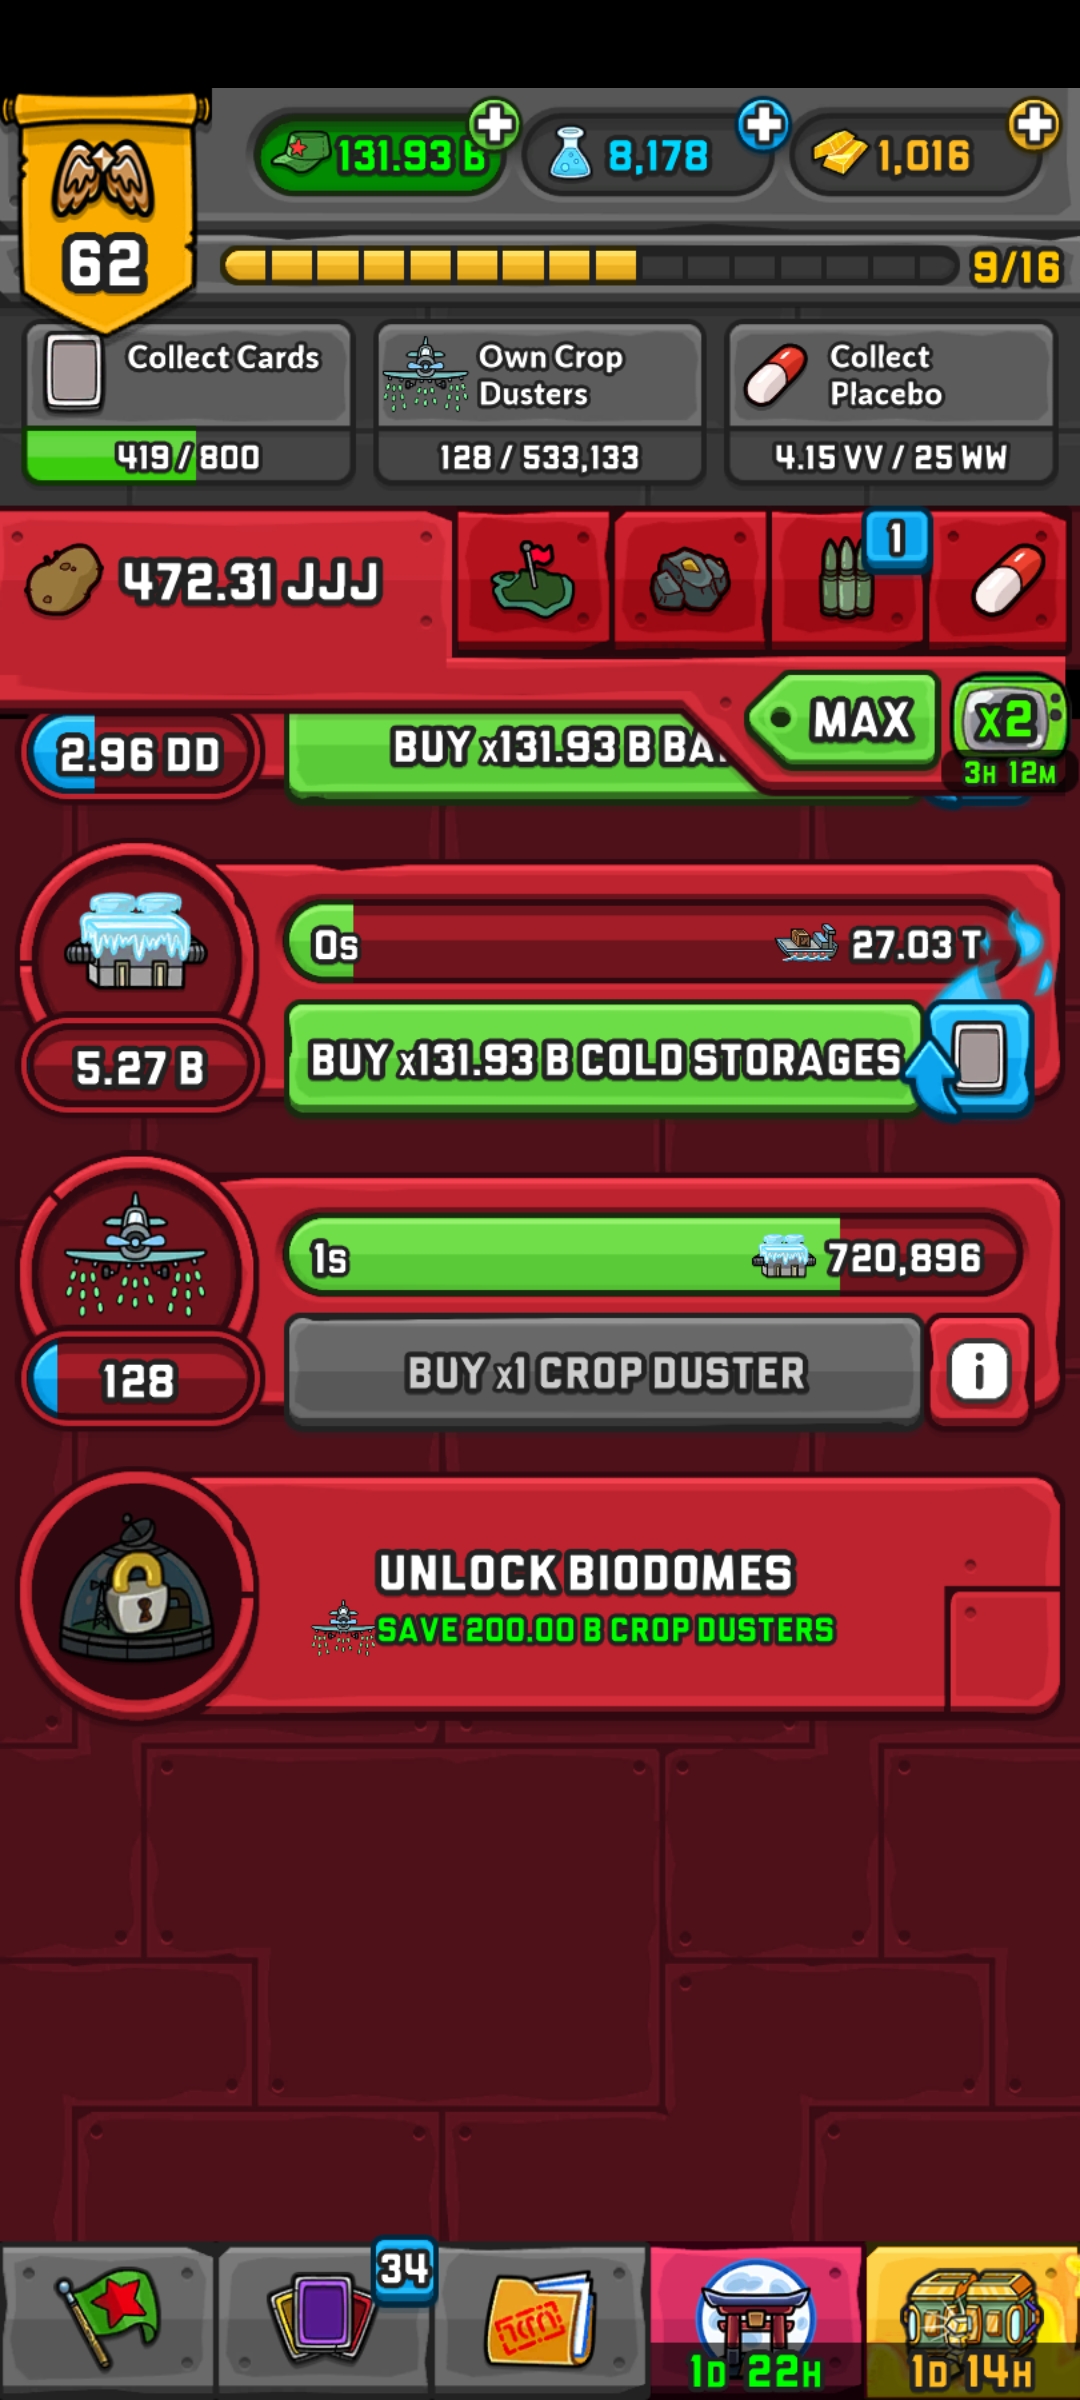 131.93 B
8,178
1,016
62
9/16
Collect Cards
419/800
Own Crop
Dusters
128 / 533,133
Collect
Placebo
4.15 VV / 25 WW
472.31 JJJ
1
MAX
x2
3H 12M
2.96 DD
BUY x131.93 B BA
0s
27.03 T
5.27 B
BUY x131.93 B COLD STORAGES
1s
720,896
128
BUY x1 CROP DUSTER
i
UNLOCK BIODOMES
SAVE 200.00 B CROP DUSTERS
34
1D 22H
1D 14H